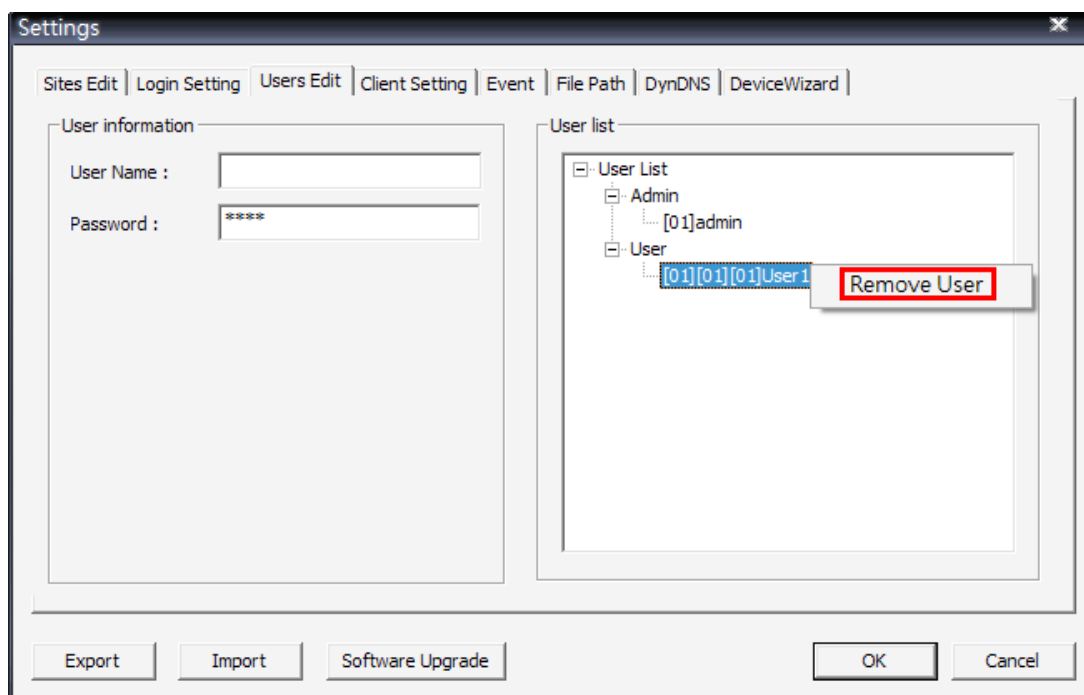 Settings
Sites Edit Login Setting Users Edit Client Setting Event File Path DynDNS DeviceWizard
User information
User Name :
Password :
****
User list
User List
Admin
[01]admin
User
[01][01][01]User1
Remove User
Export Import Software Upgrade OK Cancel